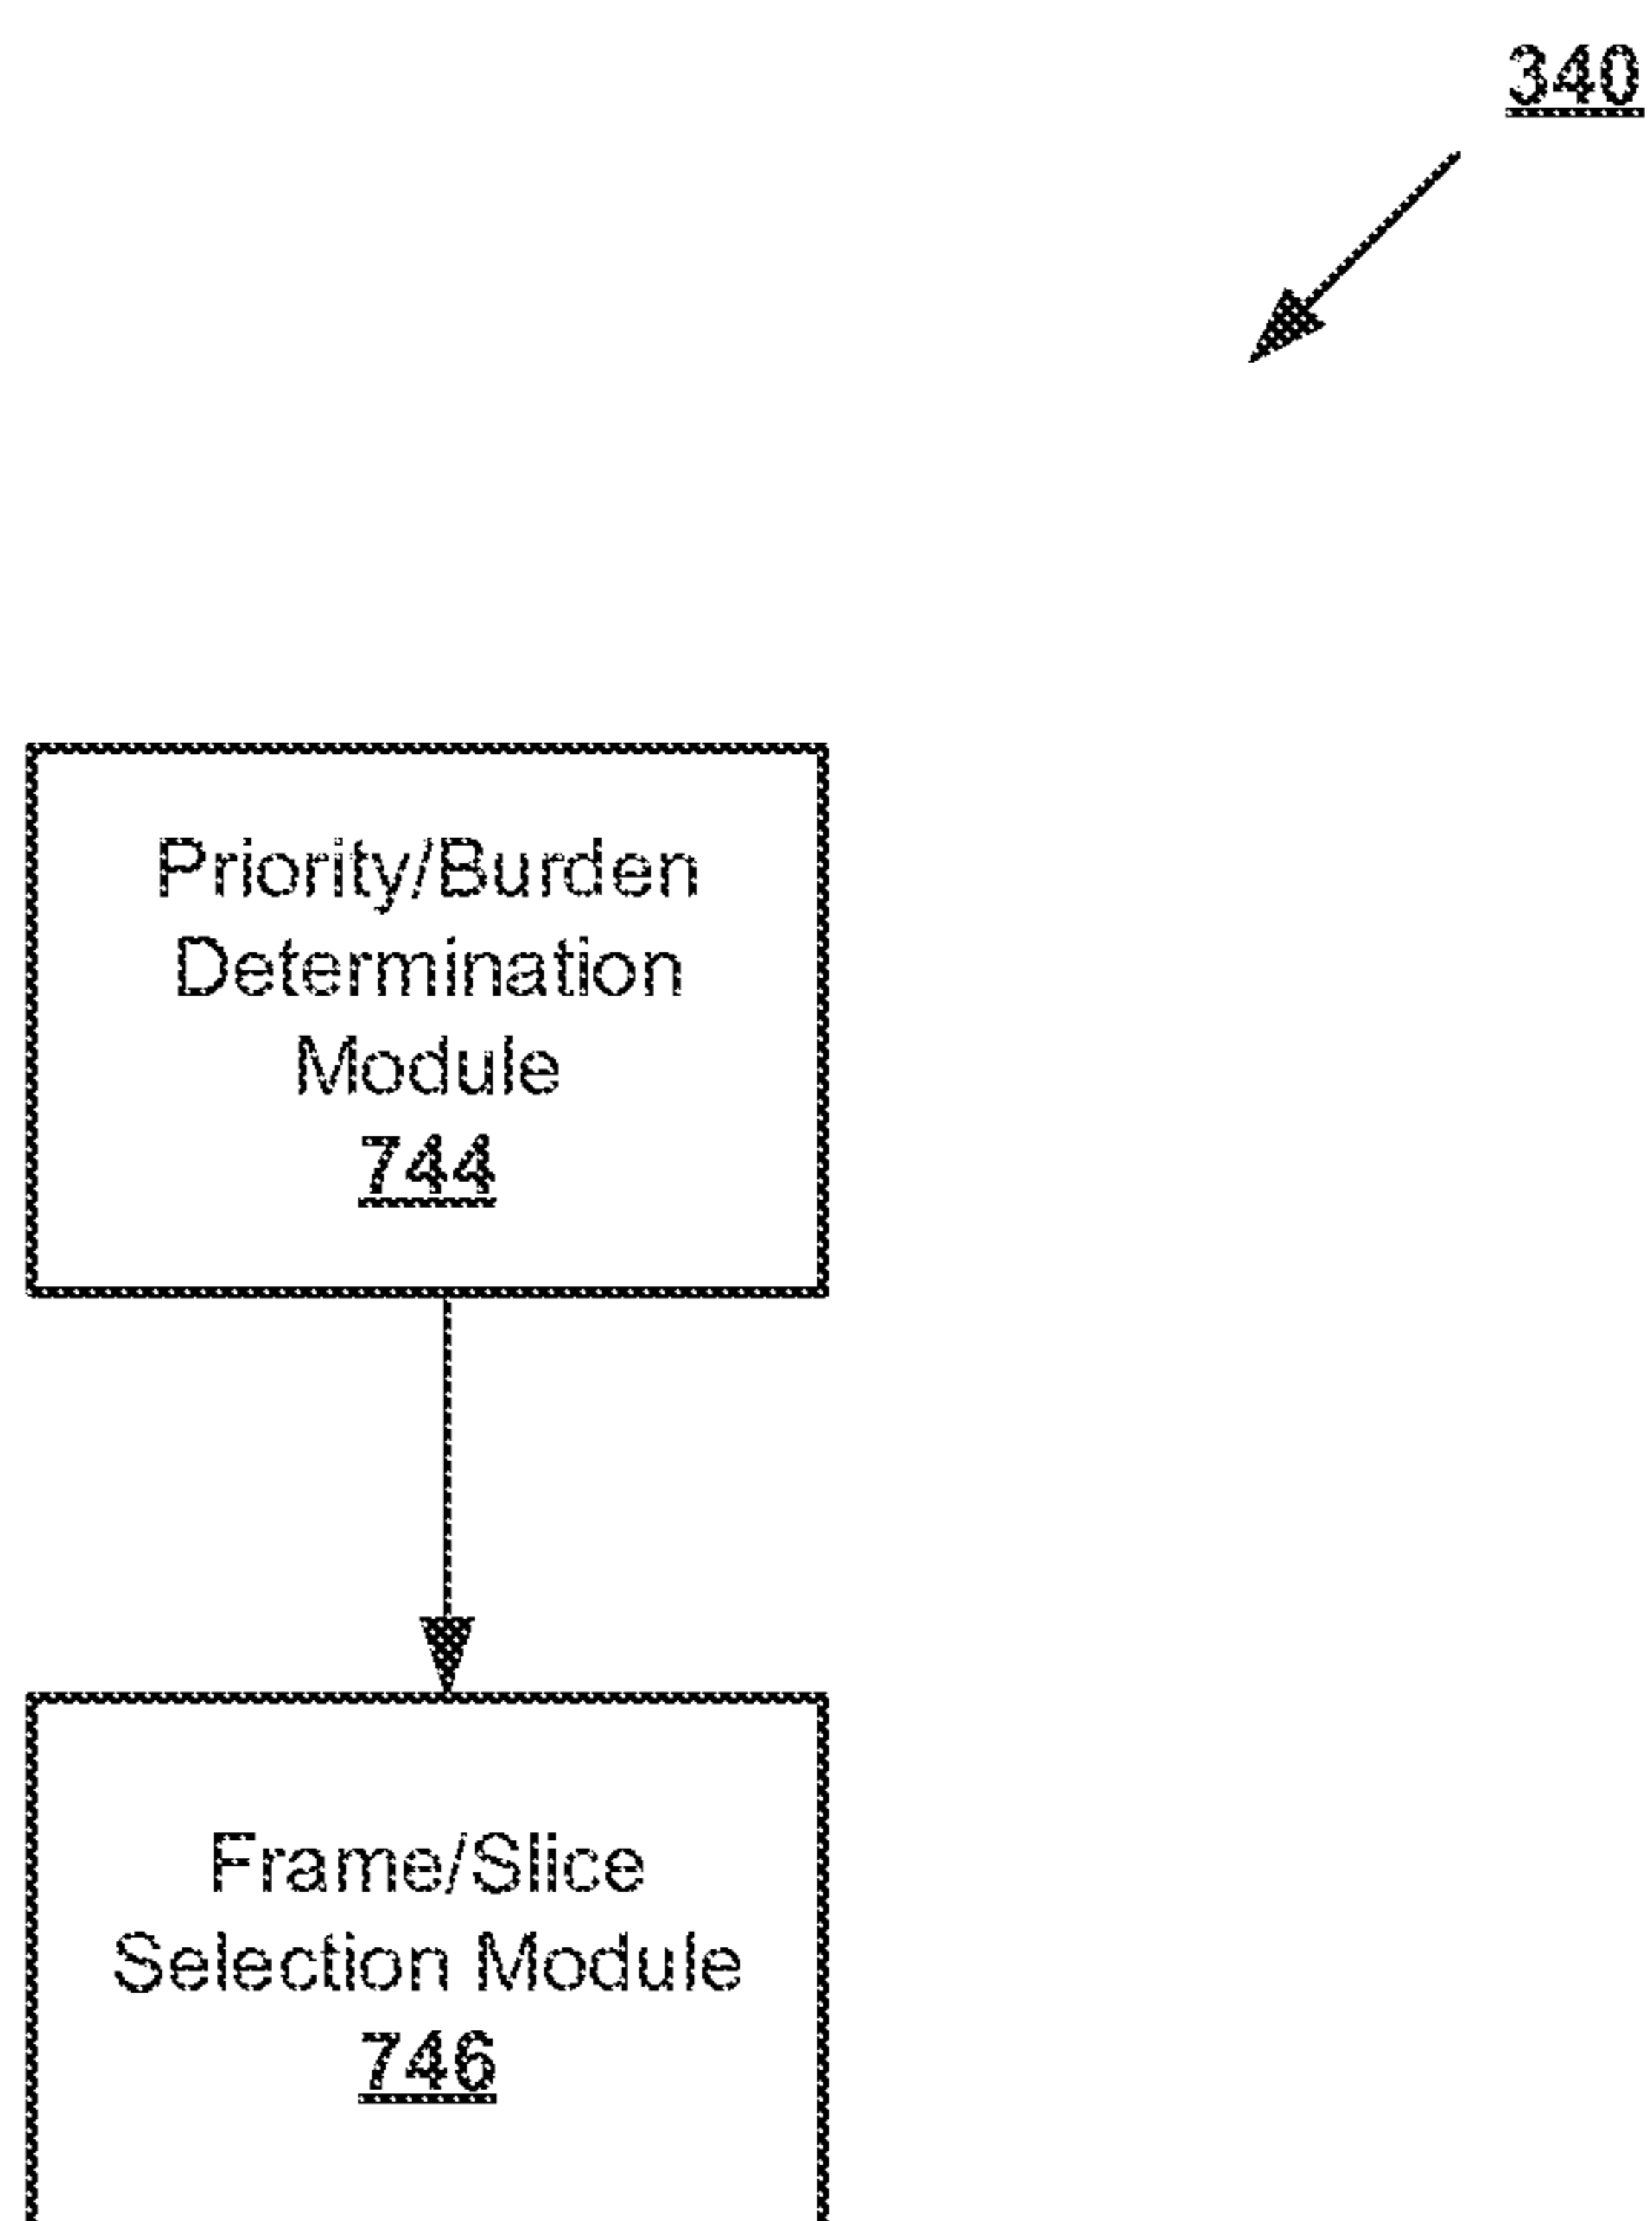 340
Priority/Burden
Determination
Module
744
Frame/Slice
Selection Module
746